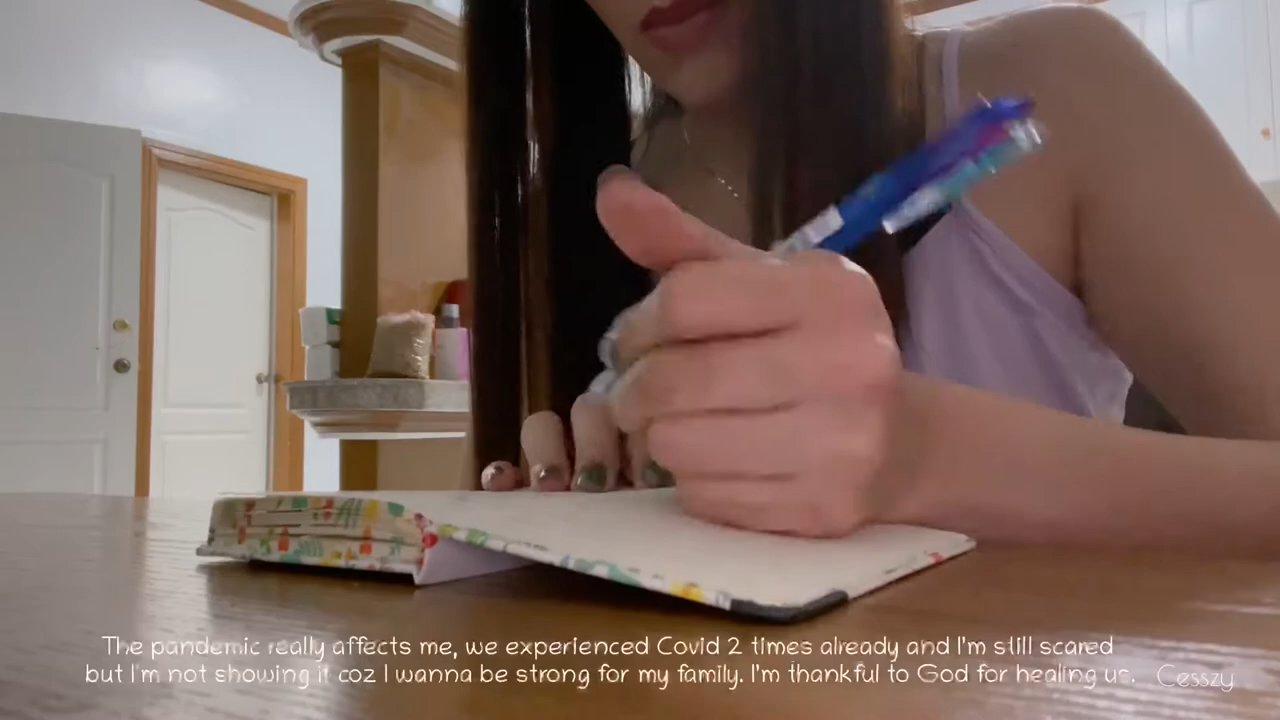 The pandemic really affects me, we experienced Covid 2 times already and I'm still scared
but I'm not showing it coz I wanna be strong for my family. I'm thankful to God for healing us.
Cesszy